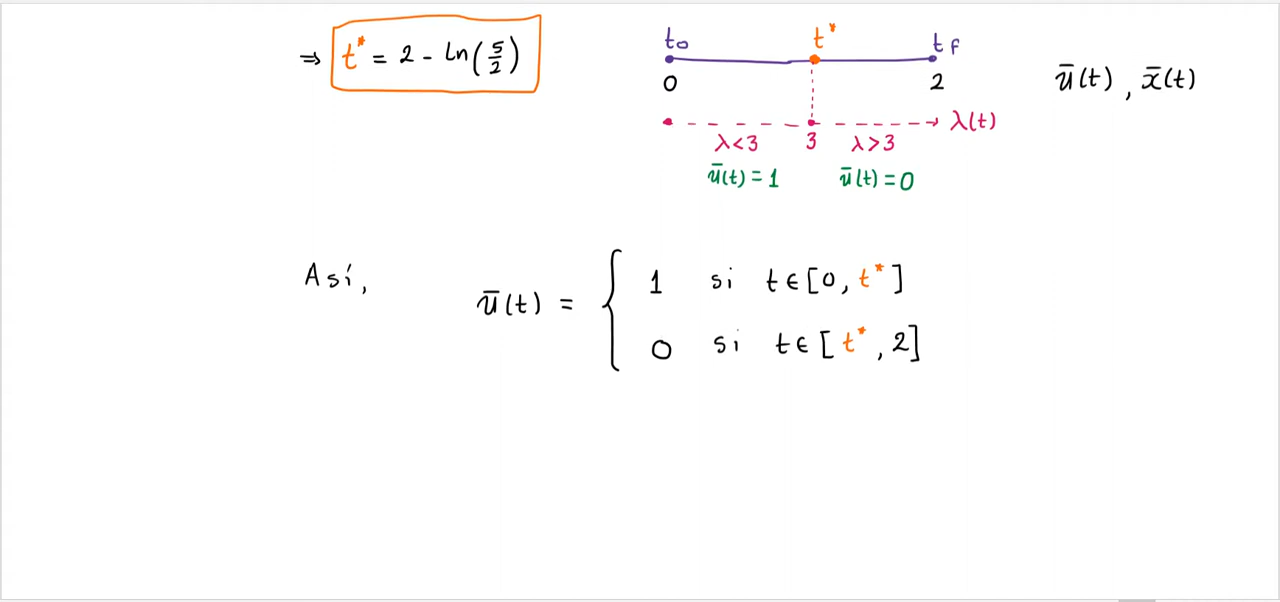 ⇒ t* = 2 - ln(5/2)
t₀ t* t_F
0 2
ū(t), x̄(t)
λ<3 3 λ>3 → λ(t)
ū(t) = 1 ū(t) = 0
Así,
ū(t) = {
1 si t ∈ [0, t*]
0 si t ∈ [t*, 2]